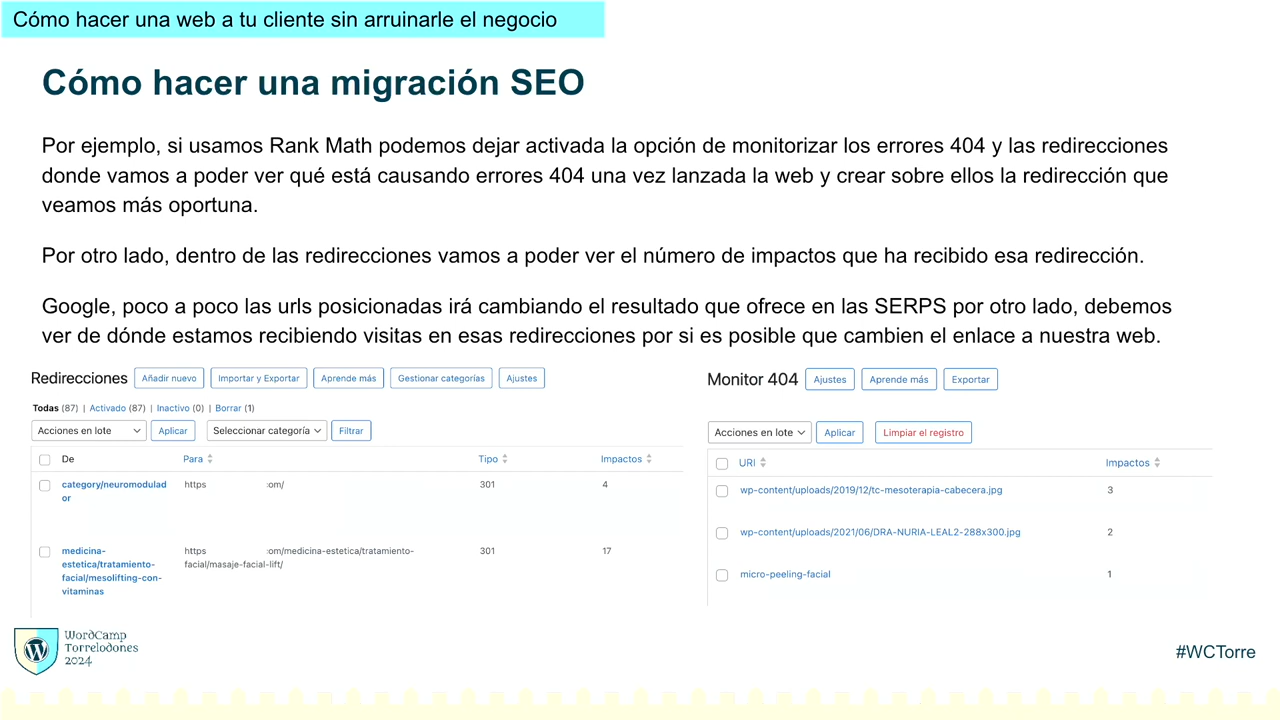 Cómo hacer una web a tu cliente sin arruinarle el negocio
Cómo hacer una migración SEO
Por ejemplo, si usamos Rank Math podemos dejar activada la opción de monitorizar los errores 404 y las redirecciones
donde vamos a poder ver qué está causando errores 404 una vez lanzada la web y crear sobre ellos la redirección que
veamos más oportuna.
Por otro lado, dentro de las redirecciones vamos a poder ver el número de impactos que ha recibido esa redirección.
Google, poco a poco las urls posicionadas irá cambiando el resultado que ofrece en las SERPS por otro lado, debemos
ver de dónde estamos recibiendo visitas en esas redirecciones por si es posible que cambien el enlace a nuestra web.
Redirecciones Añadir nuevo Importar y Exportar Aprende más Gestionar categorías Ajustes
Todas (87) | Activado (87) | Inactivo (0) | Borrar (1)
Acciones en lote Aplicar Seleccionar categoría Filtrar
De Para Tipo Impactos
category/neuromodulad https com/ 301 4
or
medicina- https com/medicina-estetica/tratamiento- 301 17
estetica/tratamiento- facial/masaje-facial-lift/
facial/mesolifting-con-
vitaminas
Monitor 404 Ajustes Aprende más Exportar
Acciones en lote Aplicar Limpiar el registro
URI Impactos
wp-content/uploads/2019/12/tc-mesoterapia-cabecera.jpg 3
wp-content/uploads/2021/06/DRA-NURIA-LEAL2-288x300.jpg 2
micro-peeling-facial 1
WordCamp
Torrelodones
2024
#WCTorre